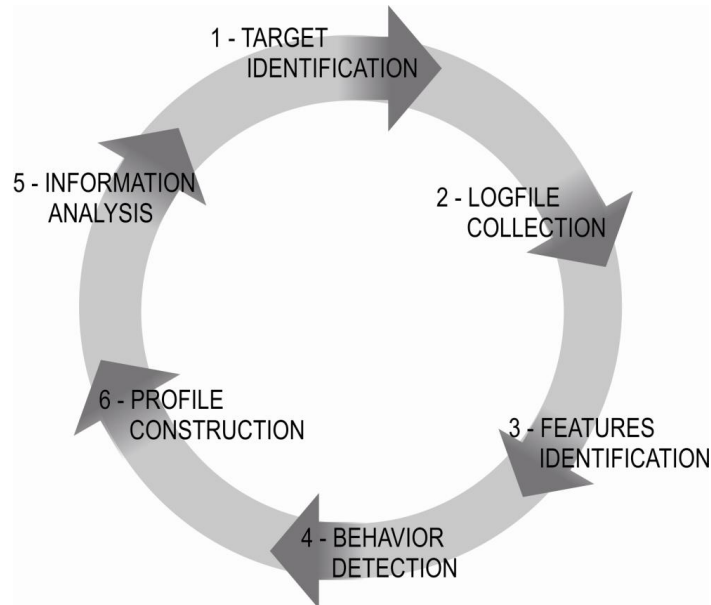 1 - TARGET
IDENTIFICATION
2 - LOGFILE
COLLECTION
3 - FEATURES
IDENTIFICATION
4 - BEHAVIOR
DETECTION
6 - PROFILE
CONSTRUCTION
5 - INFORMATION
ANALYSIS